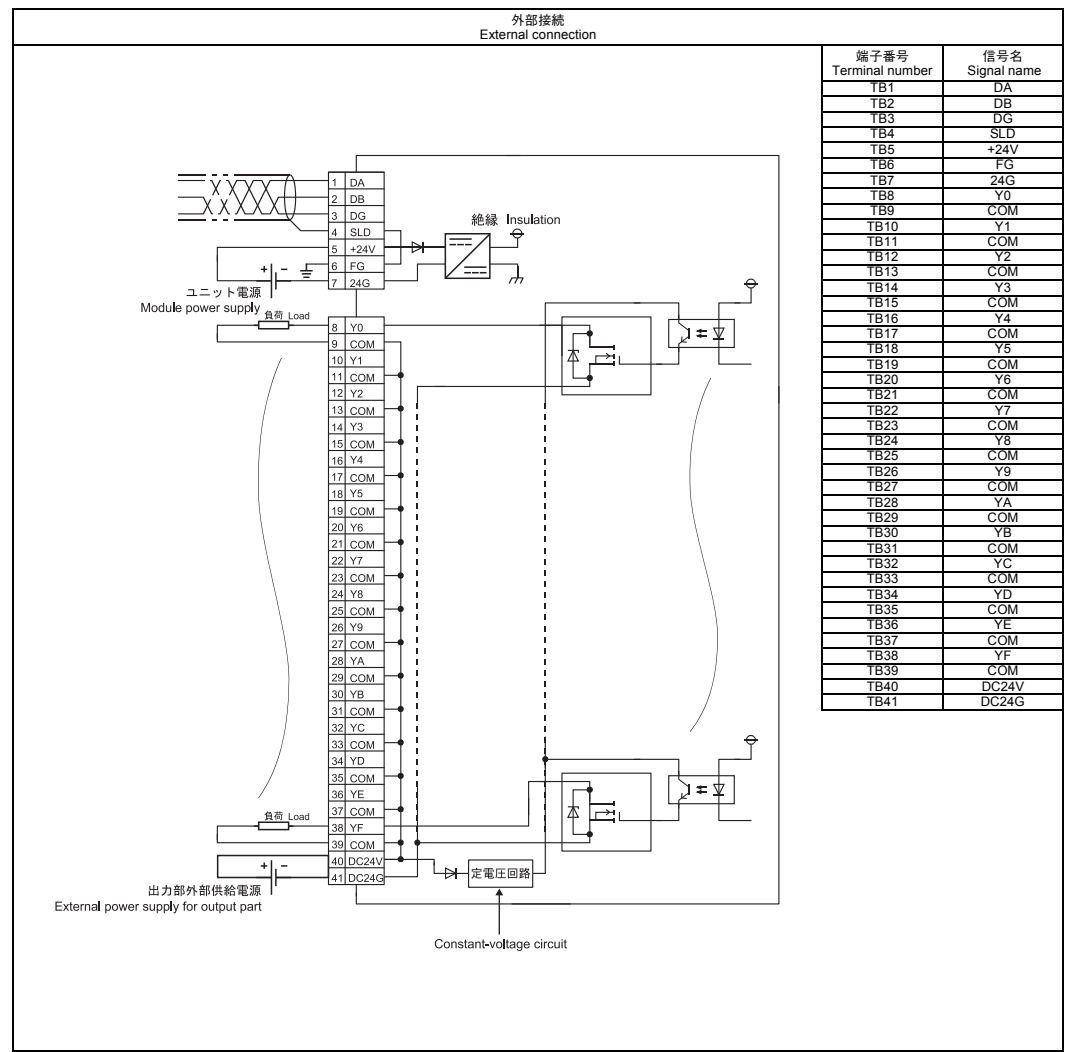 外部接続
External connection
端子番号 信号名
Terminal number Signal name
TB1 DA
TB2 DB
TB3 DG
TB4 SLD
TB5 +24V
TB6 FG
TB7 24G
TB8 Y0
TB9 COM
TB10 Y1
TB11 COM
TB12 Y2
TB13 COM
TB14 Y3
TB15 COM
TB16 Y4
TB17 COM
TB18 Y5
TB19 COM
TB20 Y6
TB21 COM
TB22 Y7
TB23 COM
TB24 Y8
TB25 COM
TB26 Y9
TB27 COM
TB28 YA
TB29 COM
TB30 YB
TB31 COM
TB32 YC
TB33 COM
TB34 YD
TB35 COM
TB36 YE
TB37 COM
TB38 YF
TB39 COM
TB40 DC24V
TB41 DC24G
1 DA
2 DB
3 DG
4 SLD
5 +24V
6 FG
7 24G
絶縁 Insulation
+ -
ユニット電源
Module power supply
負荷 Load
8 Y0
9 COM
10 Y1
11 COM
12 Y2
13 COM
14 Y3
15 COM
16 Y4
17 COM
18 Y5
19 COM
20 Y6
21 COM
22 Y7
23 COM
24 Y8
25 COM
26 Y9
27 COM
28 YA
29 COM
30 YB
31 COM
32 YC
33 COM
34 YD
35 COM
36 YE
37 COM
38 YF
39 COM
40 DC24V
41 DC24G
負荷 Load
+ -
出力部外部供給電源
External power supply for output part
定電圧回路
Constant-voltage circuit